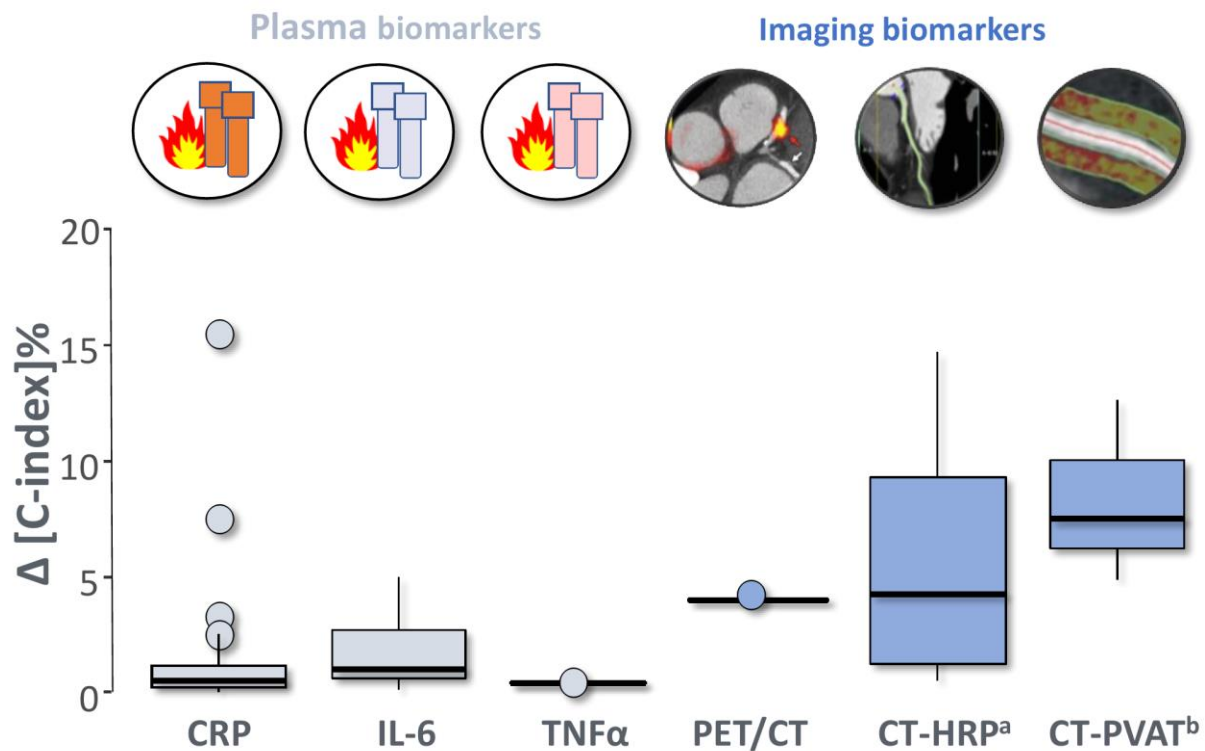 Plasma biomarkers
Imaging biomarkers
20
15
10
5
0
Δ [C-index]%
CRP
IL-6
TNFα
PET/CT
CT-HRPᵃ
CT-PVATᵇ